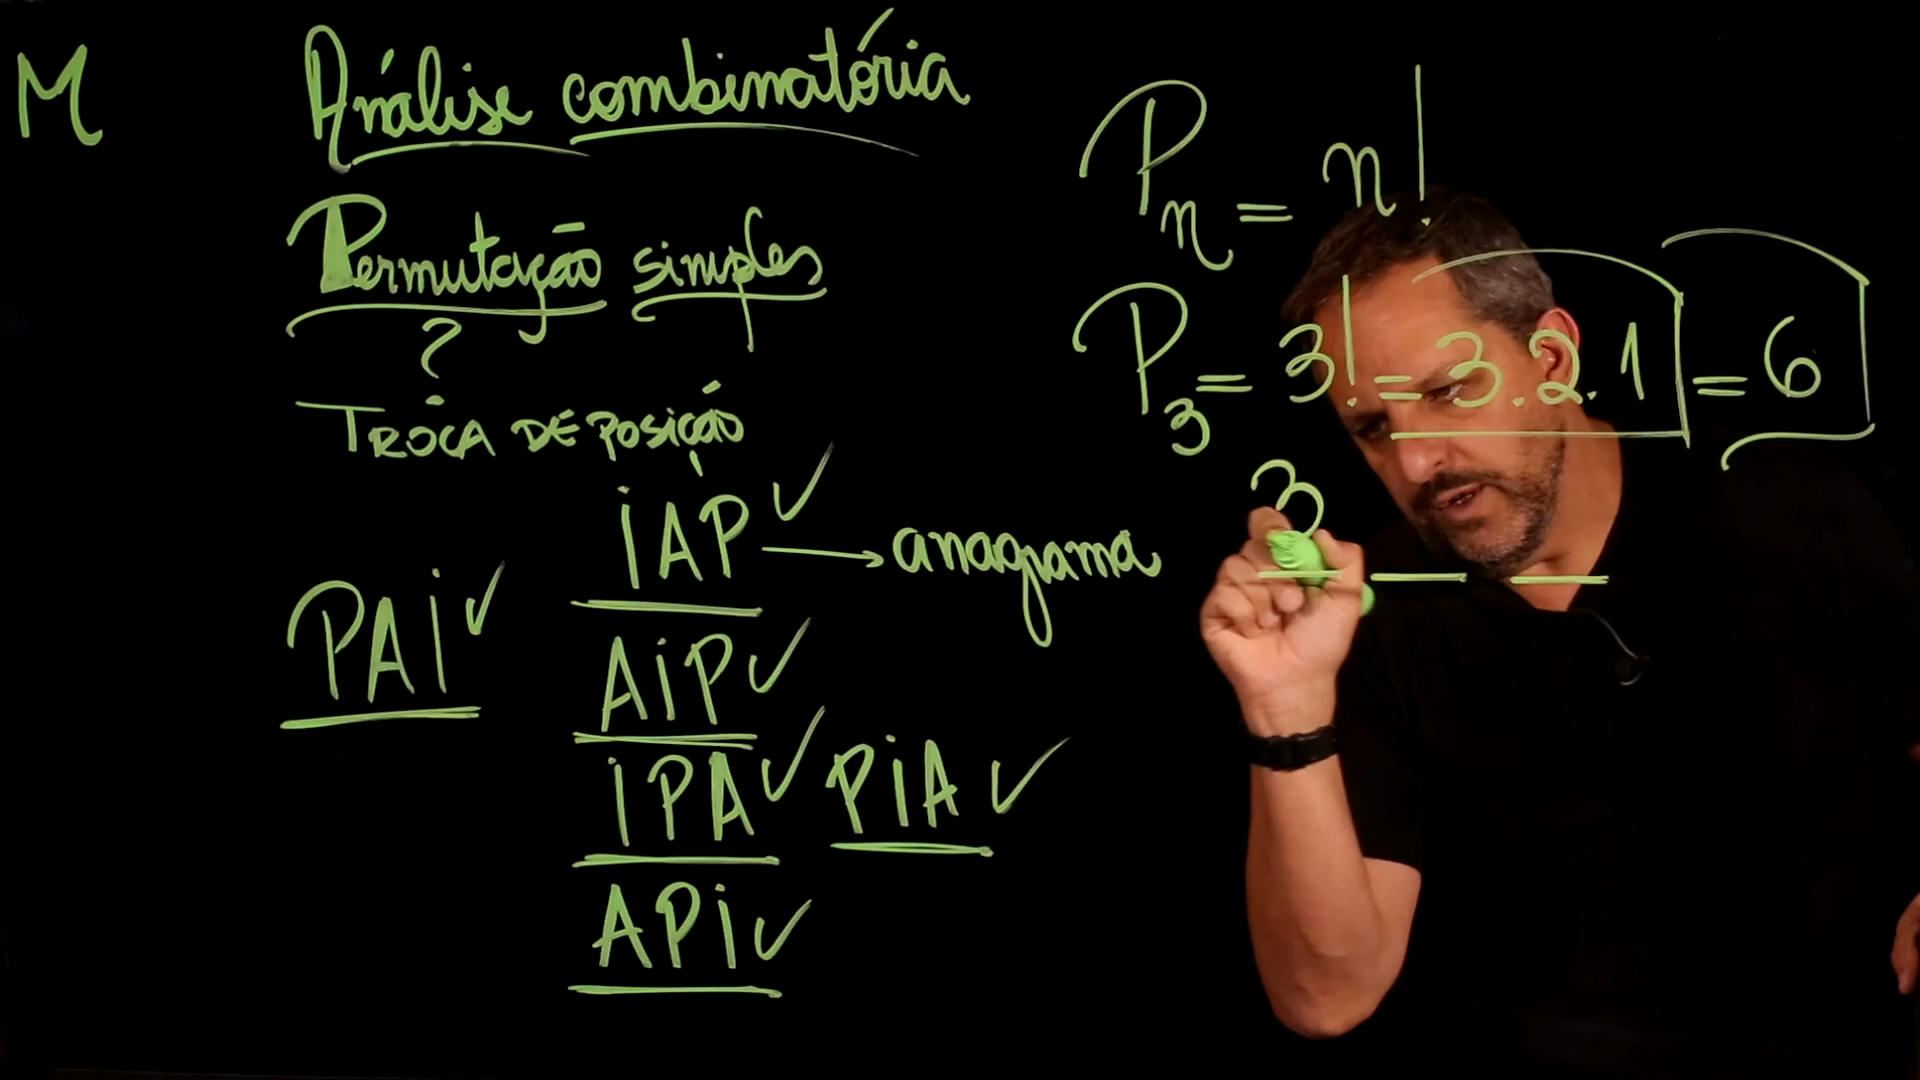 M
Análise combinatória
Permutação simples
?
TROCA DE POSIÇÃO
PAi
iAP → anagrama
AiP
iPA PiA
APi
Pn = n!
P3 = 3! = 3.2.1 = 6
3